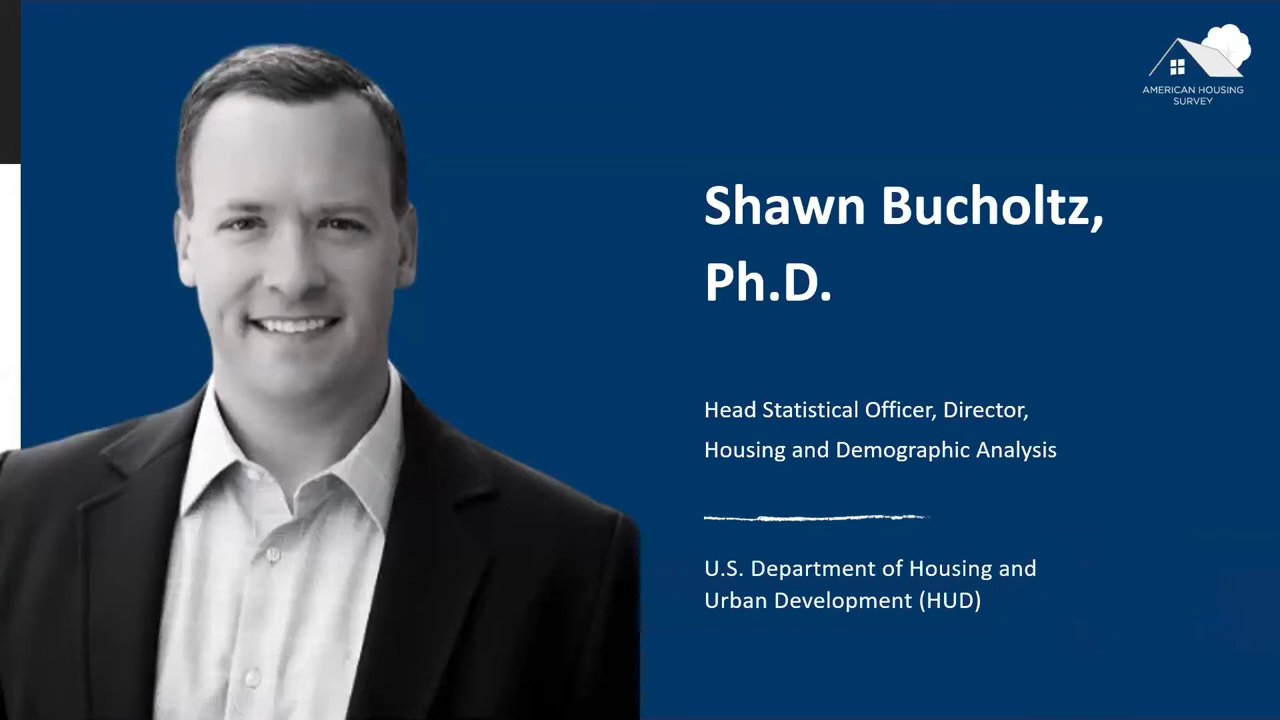 AMERICAN HOUSING
SURVEY
Shawn Bucholtz,
Ph.D.
Head Statistical Officer, Director,
Housing and Demographic Analysis
U.S. Department of Housing and
Urban Development (HUD)